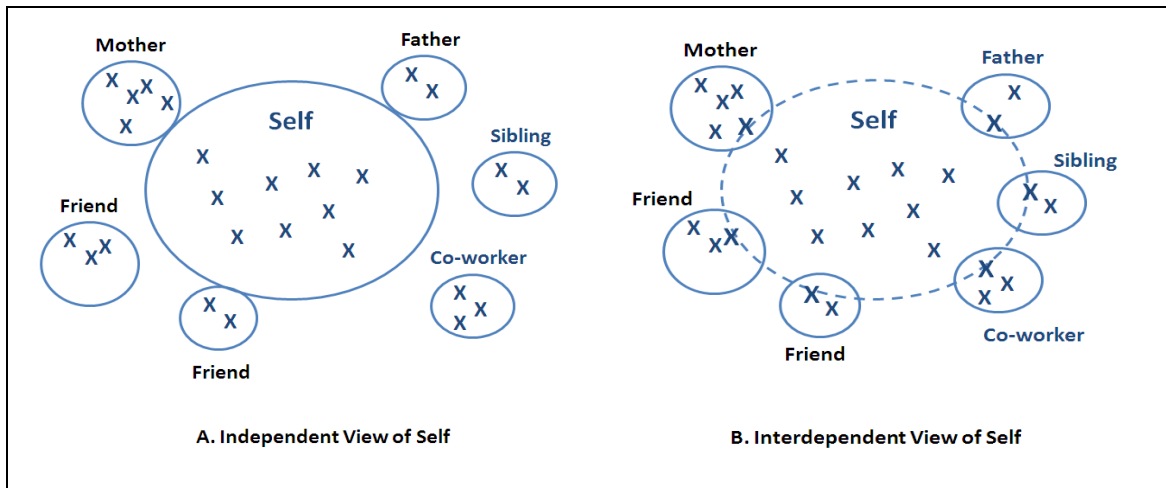 Mother
Father
Self
X X X X X
X X
Sibling
X X
X X X X X X X X X
Friend
X X X
Co-worker
X X X
X X
Friend
A. Independent View of Self
Mother
Father
Self
X X X X X
X X
Sibling
X X
X X X X X X X X X
Friend
X X X
X X X
Co-worker
X X
Friend
B. Interdependent View of Self